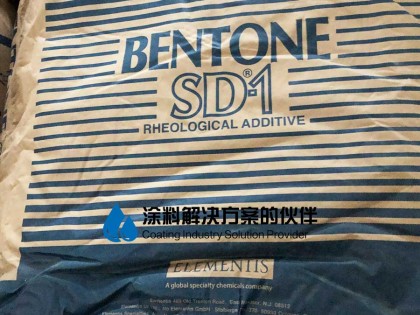 BENTONE
SD®-1
RHEOLOGICAL ADDITIVE
涂料解决方案的伙伴
Coating Industry Solution Provider
ELEMENTIS
A global specialty chemicals company